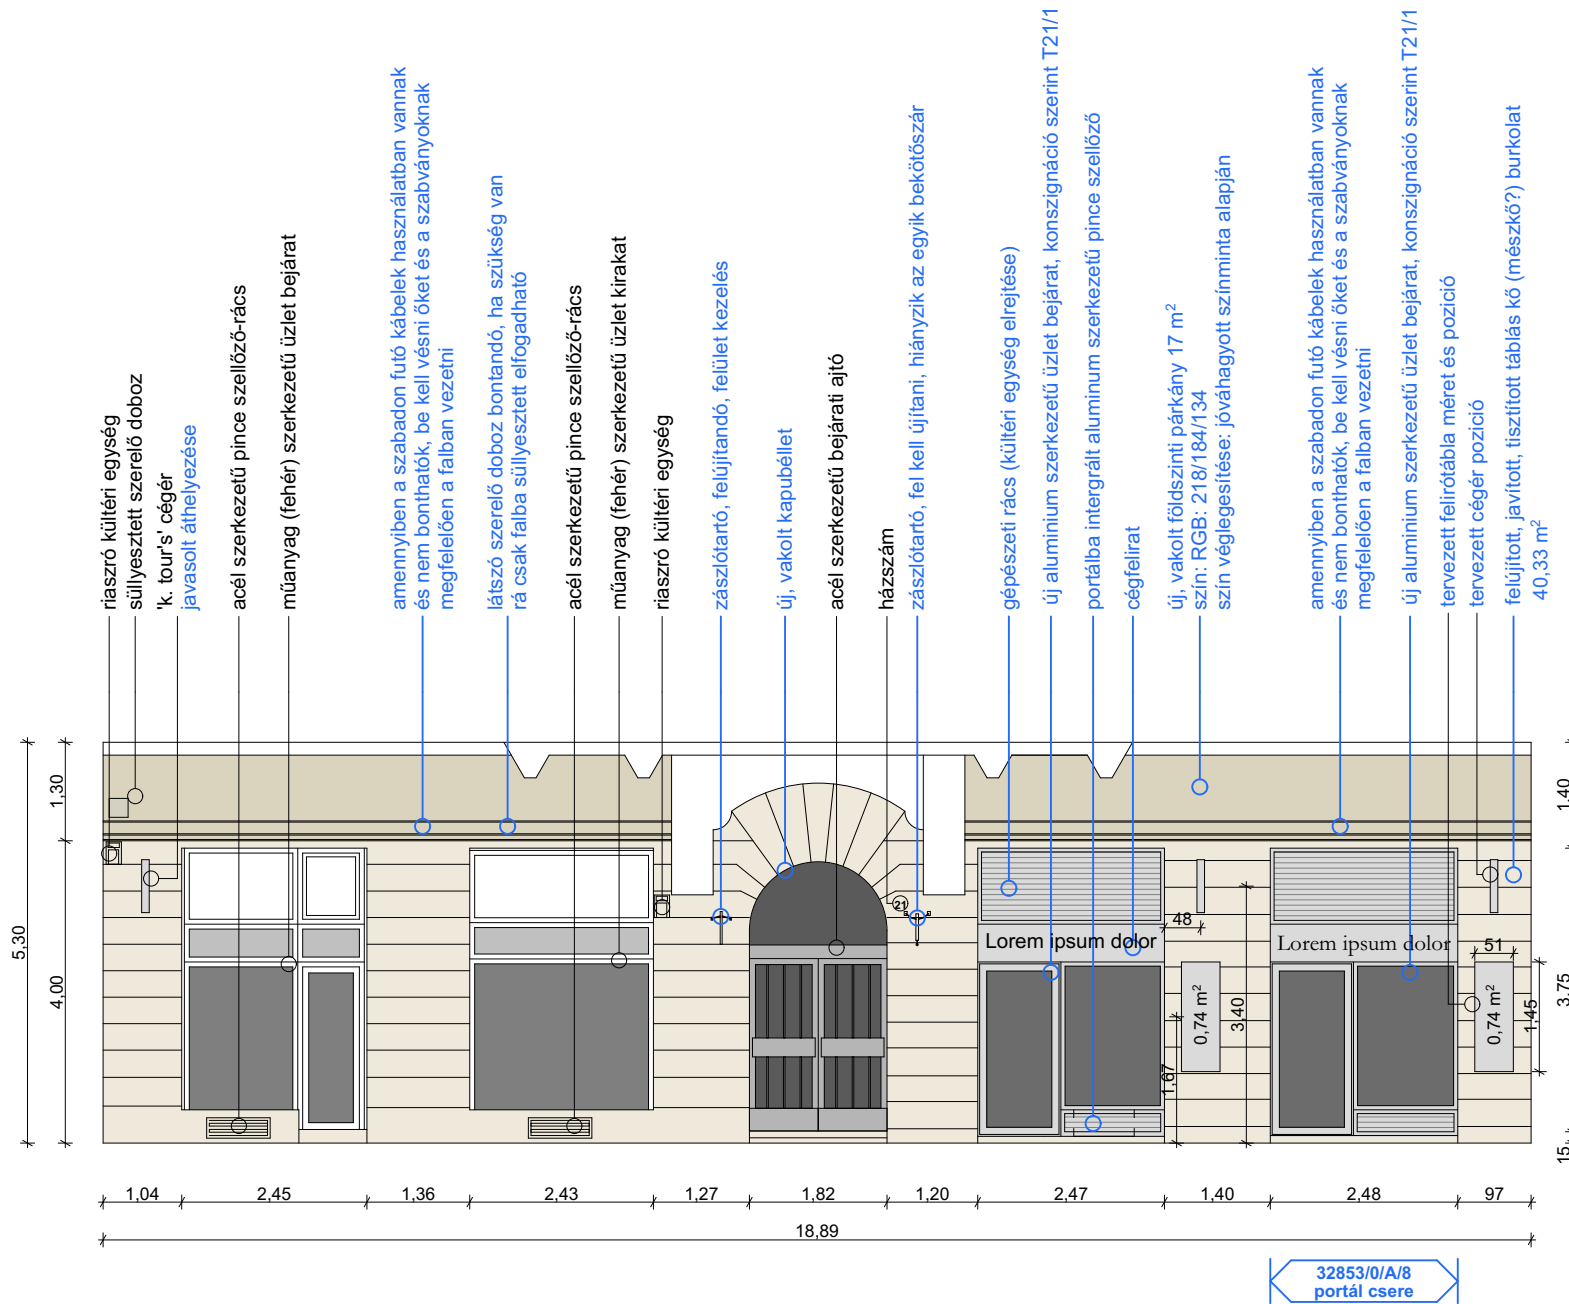 riaszró kültéri egység
süllyesztett szerelő doboz
'k. tour's' cégér
javasolt áthelyezése
acél szerkezetű pince szellőző-rács
műanyag (fehér) szerkezetű üzlet bejárat
amennyiben a szabadon futó kábelek használatban vannak
és nem bonthatók, be kell vésni őket és a szabványoknak
megfelelően a falban vezetni
látszó szerelő doboz bontandó, ha szükség van
rá csak falba süllyesztett elfogadható
acél szerkezetű pince szellőző-rács
műanyag (fehér) szerkezetű üzlet kirakat
riaszró kültéri egység
zászlótartó, felújítandó, felület kezelés
új, vakolt kapubéllet
acél szerkezetű bejárati ajtó
házszám
zászlótartó, fel kell újítani, hiányzik az egyik bekötőszár
gépészeti rács (kültéri egység elrejtése)
új aluminium szerkezetű üzlet bejárat, konszignáció szerint T21/1
portálba intergrált aluminum szerkezetű pince szellőző
cégfelirat
új, vakolt földszinti párkány 17 m²
szín: RGB: 218/184/134
szín véglegesítése: jóváhagyott színminta alapján
amennyiben a szabadon futó kábelek használatban vannak
és nem bonthatók, be kell vésni őket és a szabványoknak
megfelelően a falban vezetni
új aluminium szerkezetű üzlet bejárat, konszignáció szerint T21/1
tervezett felirótábla méret és pozició
tervezett cégér pozició
felújított, javított, tisztított táblás kő (mészkő?) burkolat
40,33 m²
5,30
1,30
4,00
21
Lorem ipsum dolor
48
0,74 m²
1,67
3,40
Lorem ipsum dolor
51
0,74 m²
1,45
1,40
3,75
15
1,04
2,45
1,36
2,43
1,27
1,82
1,20
2,47
1,40
2,48
97
18,89
32853/0/A/8
portál csere